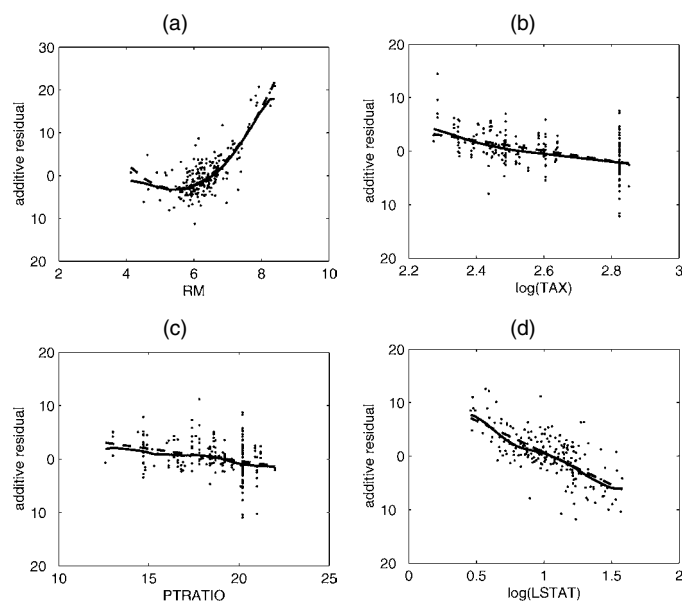 (a)
30
20
10
0
10
20
additive residual
2 4 6 8 10
RM
(b)
20
10
0
10
20
additive residual
2.2 2.4 2.6 2.8 3
log(TAX)
(c)
20
10
0
10
20
additive residual
10 15 20 25
PTRATIO
(d)
20
10
0
10
20
additive residual
0 0.5 1 1.5 2
log(LSTAT)